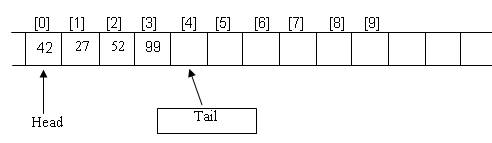 [0] [1] [2] [3] [4] [5] [6] [7] [8] [9]
42 27 52 99
Head
Tail